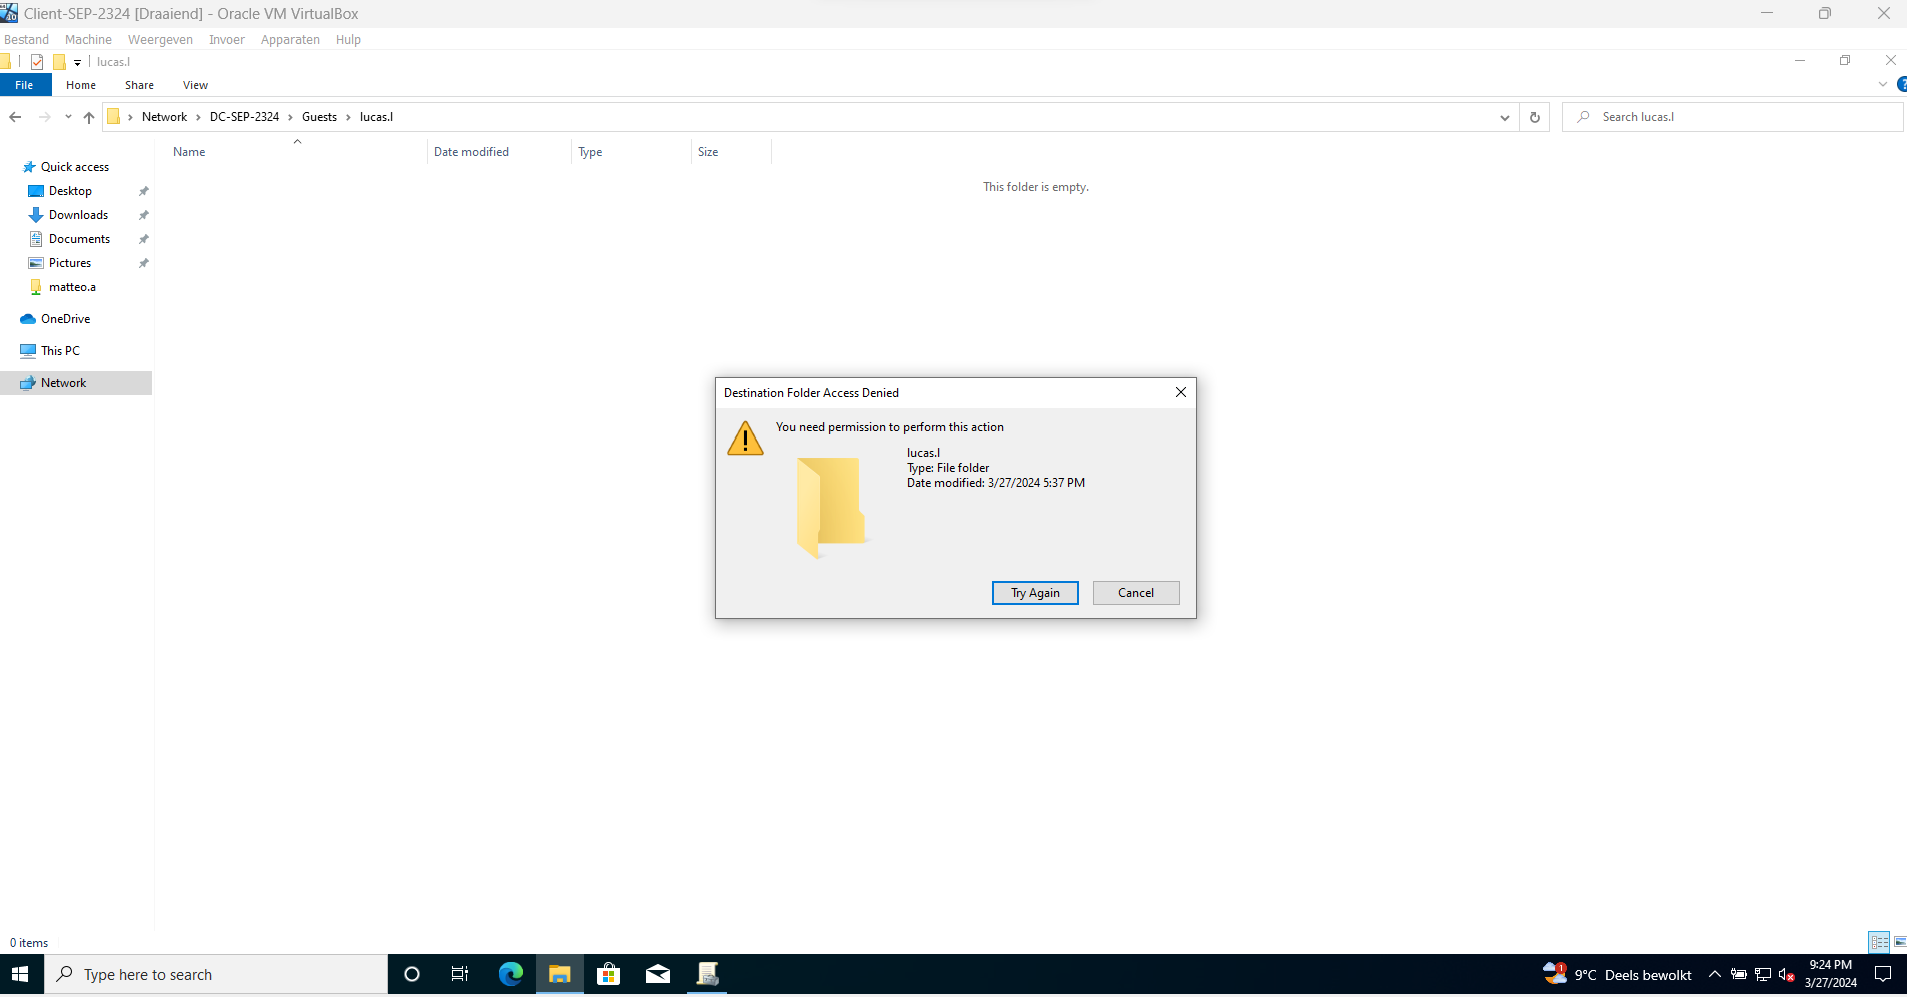 Client-SEP-2324 [Draaiend] - Oracle VM VirtualBox
Bestand Machine Weergeven Invoer Apparaten Hulp
lucas.l
File Home Share View
Network DC-SEP-2324 Guests lucas.l
Search lucas.l
Name Date modified Type Size
This folder is empty.
Quick access
Desktop
Downloads
Documents
Pictures
matteo.a
OneDrive
This PC
Network
Destination Folder Access Denied
You need permission to perform this action
lucas.l
Type: File folder
Date modified: 3/27/2024 5:37 PM
Try Again Cancel
0 items
Type here to search
1
9°C Deels bewolkt
9:24 PM
3/27/2024